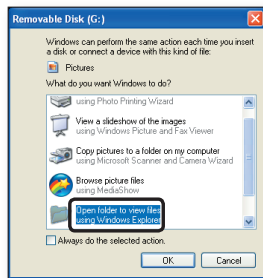 Removable Disk (G:)
Windows can perform the same action each time you insert
a disk or connect a device with this kind of file:
Pictures
What do you want Windows to do?
using Photo Printing Wizard
View a slideshow of the images
using Windows Picture and Fax Viewer
Copy pictures to a folder on my computer
using Microsoft Scanner and Camera Wizard
Browse picture files
using MediaShow
Open folder to view files
using Windows Explorer
Always do the selected action.
OK
Cancel